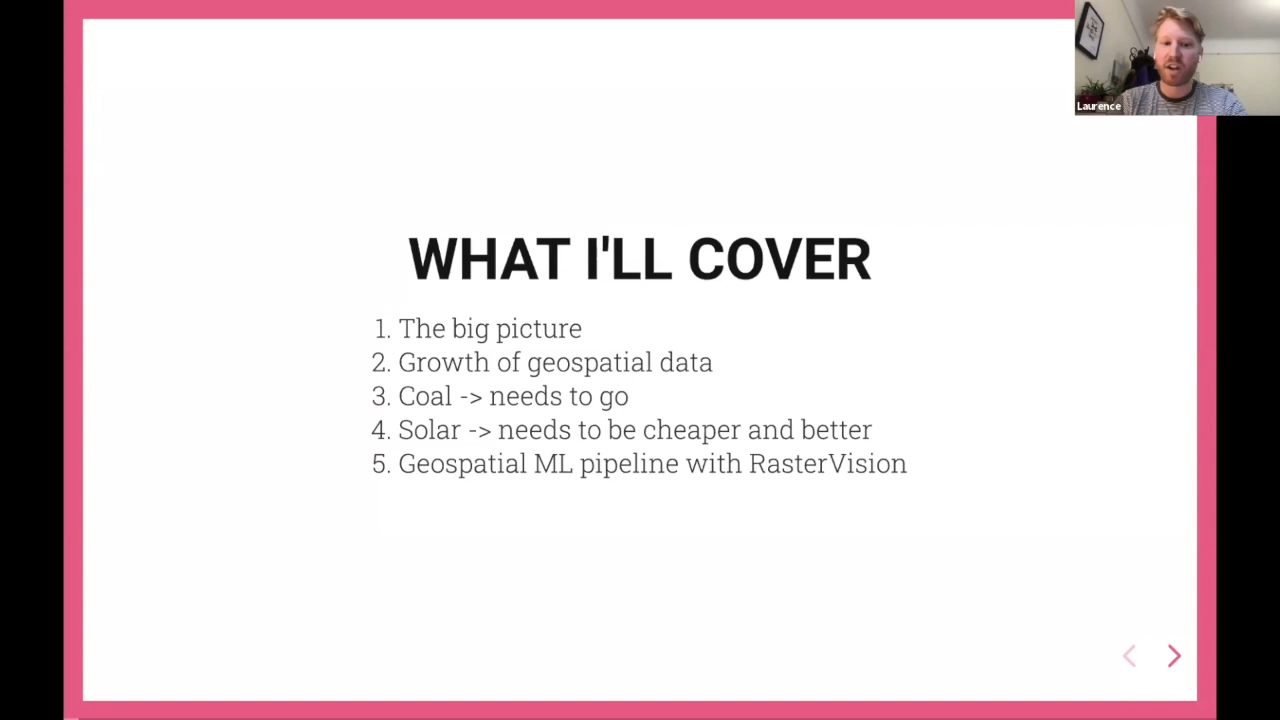 Laurence
WHAT I'LL COVER
1. The big picture
2. Growth of geospatial data
3. Coal -> needs to go
4. Solar -> needs to be cheaper and better
5. Geospatial ML pipeline with RasterVision